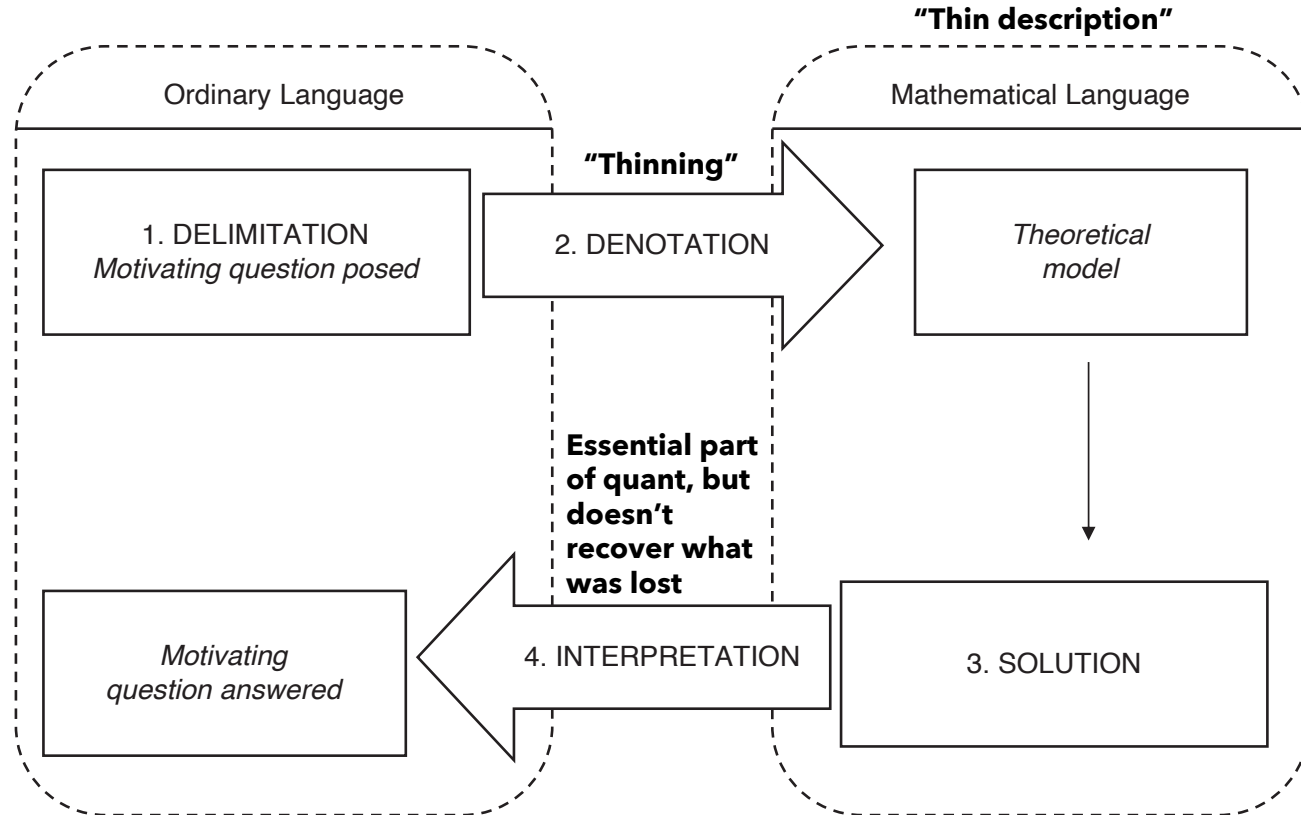 “Thin description”
Ordinary Language
Mathematical Language
“Thinning”
1. DELIMITATION
Motivating question posed
2. DENOTATION
Theoretical
model
Essential part
of quant, but
doesn’t
recover what
was lost
Motivating
question answered
4. INTERPRETATION
3. SOLUTION